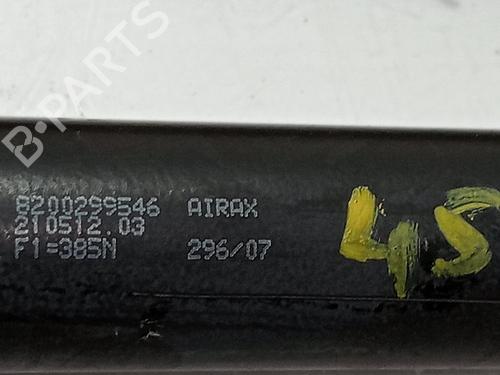 B-PARTS
8200299546 AIRAX
210512.03
F1=385N 296/07
45